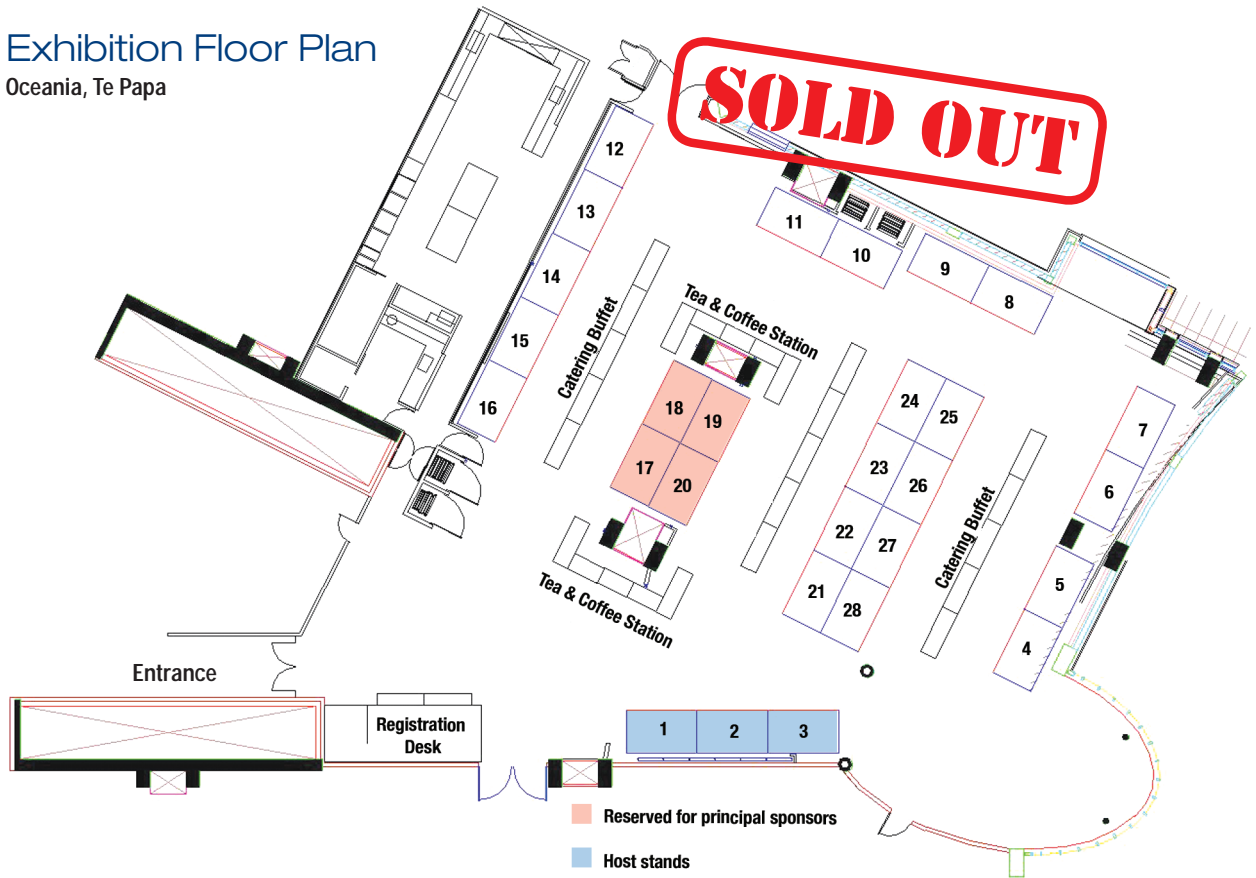 Exhibition Floor Plan
Oceania, Te Papa
SOLD OUT
12
13
14
15
16
11
10
9
8
Catering Buffet
Tea & Coffee Station
18
19
17
20
Tea & Coffee Station
24
25
23
26
22
27
21
28
Catering Buffet
7
6
5
4
Entrance
Registration
Desk
1
2
3
Reserved for principal sponsors
Host stands